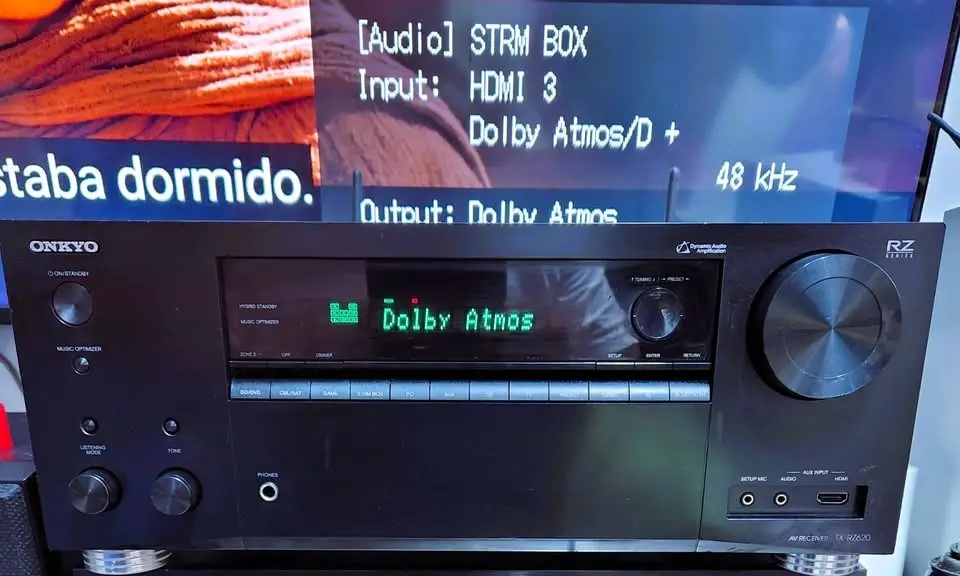 [Audio] STRM BOX
Input: HDMI 3
Dolby Atmos/D +
48 kHz
Output: Dolby Atmos
staba dormido.
ONKYO
Dynamic Audio
Amplification
RZ
SERIES
ON/STANDBY
TUNING
PRESET
HYBRID STANDBY
MUSIC OPTIMIZER
Dolby Atmos
MUSIC OPTIMIZER
ZONE 2
OFF
DIMMER
SETUP
ENTER
RETURN
BD/DVD
CBL/SAT
GAME
STRM BOX
PC
AUX
CD
TV
PHONO
BLUETOOTH
LISTENING
MODE
TONE
PHONES
AUX INPUT
SETUP MIC
AUDIO
HDMI
AV RECEIVER TX-RZ620